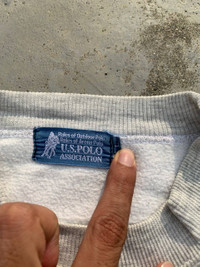 Rules of Outdoor Polo
Rules of Arena Polo
U.S. POLO
ASSOCIATION